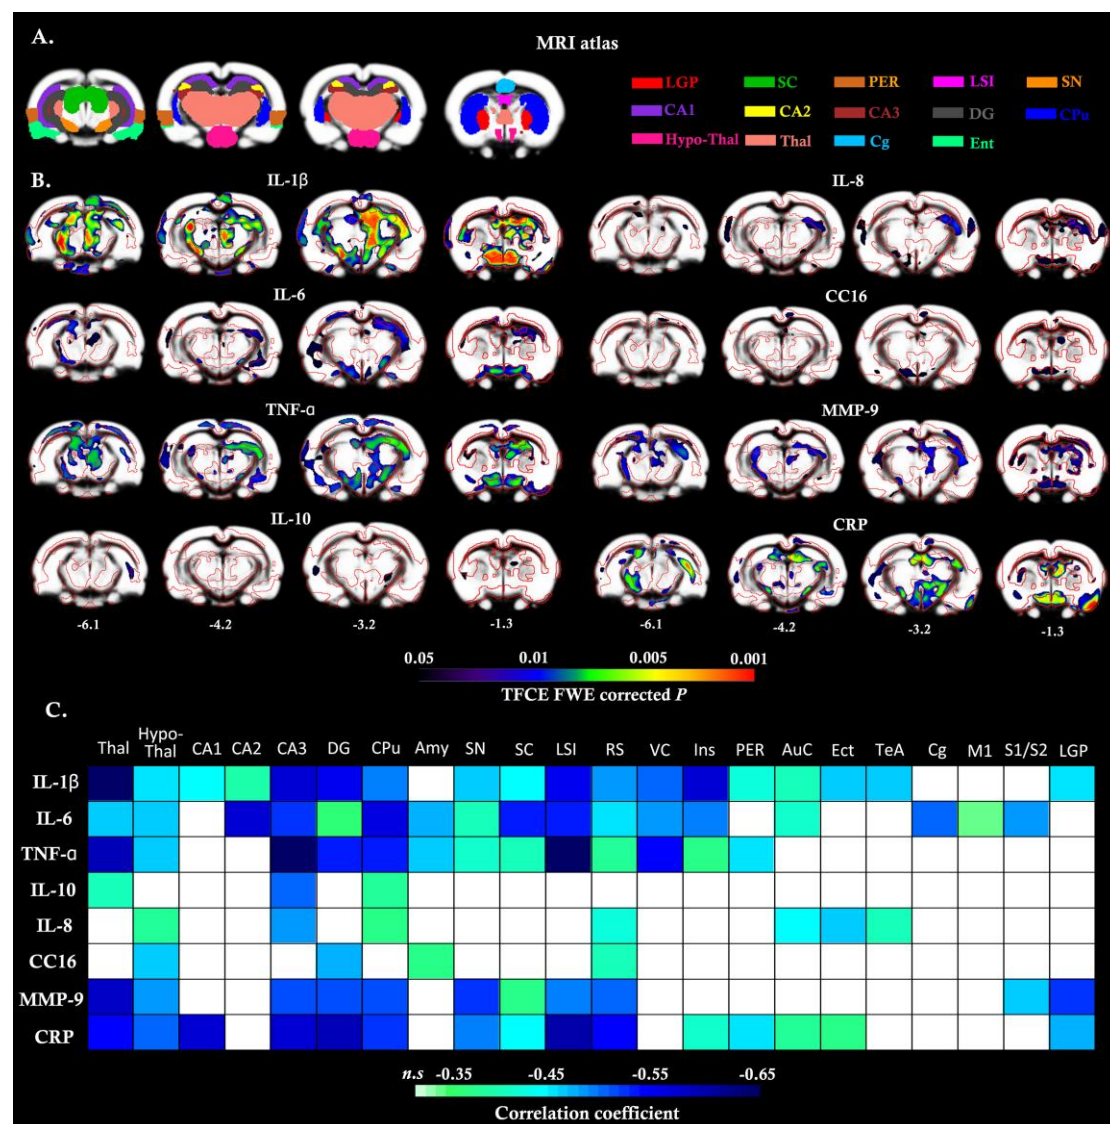 A.
MRI atlas
LGP SC PER LSI SN
CA1 CA2 CA3 DG CPu
Hypo-Thal Thal Cg Ent
B.
IL-1β IL-8
IL-6 CC16
TNF-ɑ MMP-9
IL-10 CRP
-6.1 -4.2 -3.2 -1.3 -6.1 -4.2 -3.2 -1.3
0.05 0.01 0.005 0.001
TFCE FWE corrected P
C.
Thal Hypo-Thal CA1 CA2 CA3 DG CPu Amy SN SC LSI RS VC Ins PER AuC Ect TeA Cg M1 S1/S2 LGP
IL-1β
IL-6
TNF-ɑ
IL-10
IL-8
CC16
MMP-9
CRP
n.s -0.35 -0.45 -0.55 -0.65
Correlation coefficient